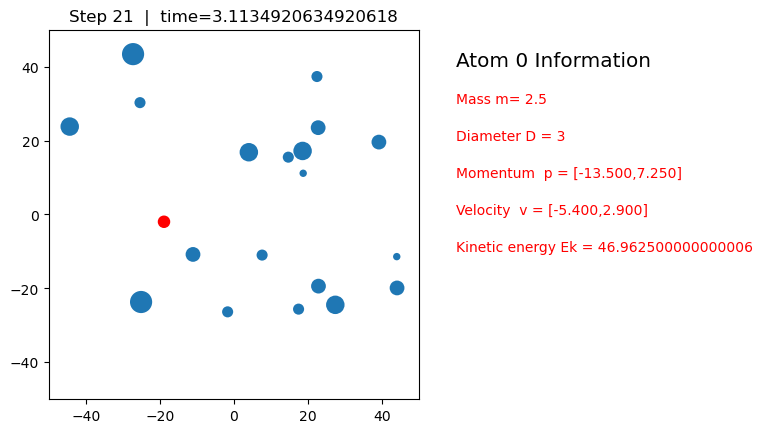 Step 21  |  time=3.1134920634920618
Atom 0 Information
Mass m= 2.5
Diameter D = 3
Momentum  p = [-13.500,7.250]
Velocity  v = [-5.400,2.900]
Kinetic energy Ek = 46.962500000000006
40
20
0
−20
−40
−40 −20 0 20 40